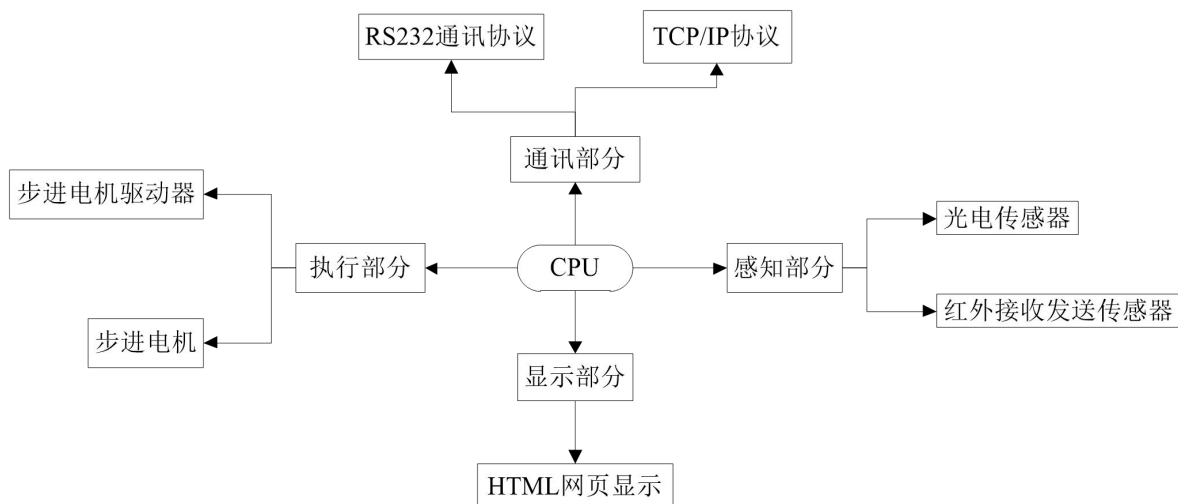 RS232通讯协议
TCP/IP协议
通讯部分
步进电机驱动器
光电传感器
执行部分
CPU
感知部分
红外接收发送传感器
步进电机
显示部分
HTML网页显示